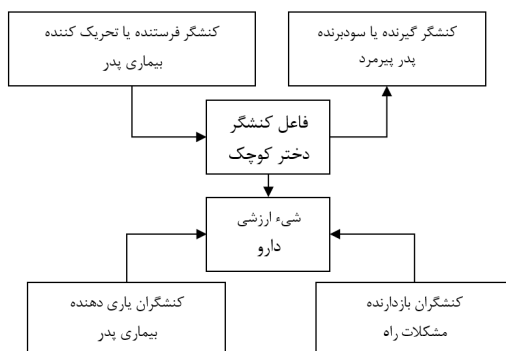 کنشگر گیرنده یا سودبرنده
پدر پیرمرد
کنشگر فرستنده یا تحریک کننده
بیماری پدر
فاعل کنشگر
دختر کوچک
شیء ارزشی
دارو
کنشگران بازدارنده
مشکلات راه
کنشگران یاری دهنده
بیماری پدر